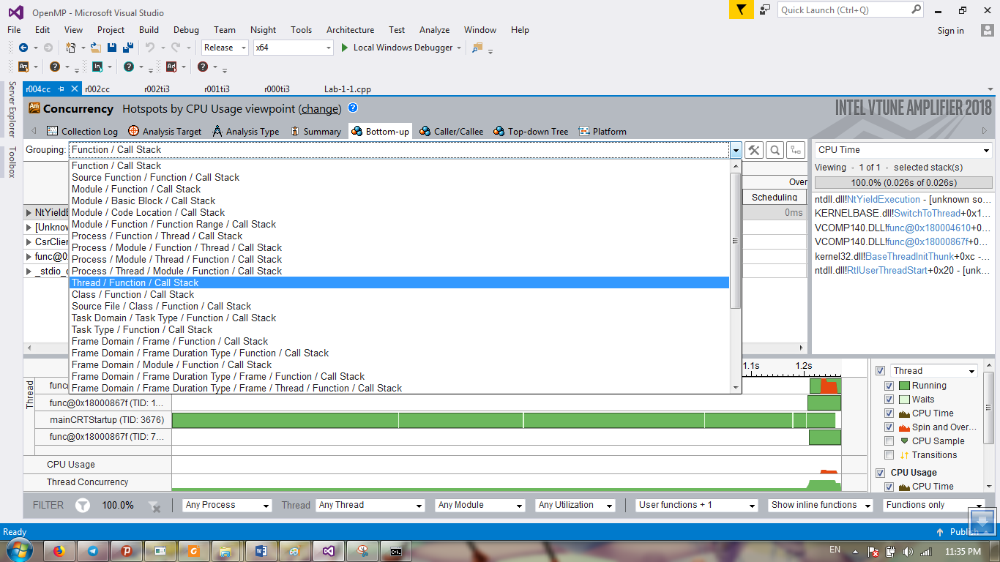 OpenMP - Microsoft Visual Studio
Quick Launch (Ctrl+Q)
File Edit View Project Build Debug Team Nsight Tools Architecture Test Analyze Window Help
Sign in
Release x64 Local Windows Debugger
Am ? In ? Ad ?
Server Explorer
Toolbox
r004cc r002cc r002ti3 r001ti3 r000ti3 Lab-1-1.cpp
Am Concurrency Hotspots by CPU Usage viewpoint (change) ?
INTEL VTUNE AMPLIFIER 2018
Collection Log Analysis Target Analysis Type Summary Bottom-up Caller/Callee Top-down Tree Platform
Grouping: Function / Call Stack
Function / Call Stack
Source Function / Function / Call Stack
Module / Function / Call Stack
Module / Basic Block / Call Stack
Module / Code Location / Call Stack
Module / Function / Function Range / Call Stack
Process / Function / Thread / Call Stack
Process / Module / Function / Thread / Call Stack
Process / Module / Thread / Function / Call Stack
Process / Thread / Module / Function / Call Stack
Thread / Function / Call Stack
Class / Function / Call Stack
Source File / Class / Function / Call Stack
Task Domain / Task Type / Function / Call Stack
Task Type / Function / Call Stack
Frame Domain / Frame / Function / Call Stack
Frame Domain / Frame Duration Type / Function / Call Stack
Frame Domain / Module / Function / Call Stack
Frame Domain / Frame Duration Type / Frame / Function / Call Stack
Frame Domain / Frame Duration Type / Frame / Thread / Function / Call Stack
NtYieldE
[Unknow
CsrClien
func@0x
_stdio_c
Over
Scheduling
0ms
CPU Time
Viewing 1 of 1 selected stack(s)
100.0% (0.026s of 0.026s)
ntdll.dll!NtYieldExecution - [unknown so...
KERNELBASE.dll!SwitchToThread+0x1...
VCOMP140.DLL!func@0x180004610+0...
VCOMP140.DLL!func@0x18000867f+0...
kernel32.dll!BaseThreadInitThunk+0xc -...
ntdll.dll!RtlUserThreadStart+0x20 - [unk...
1.1s 1.2s
Thread
func@
func@0x18000867f (TID: 1...
mainCRTStartup (TID: 3676)
func@0x18000867f (TID: 7...
CPU Usage
Thread Concurrency
Thread
Running
Waits
CPU Time
Spin and Over...
CPU Sample
Transitions
CPU Usage
CPU Time
FILTER 100.0% Any Process Thread Any Thread Any Module Any Utilization User functions + 1 Show inline functions Functions only
Ready
Publish
EN 11:35 PM